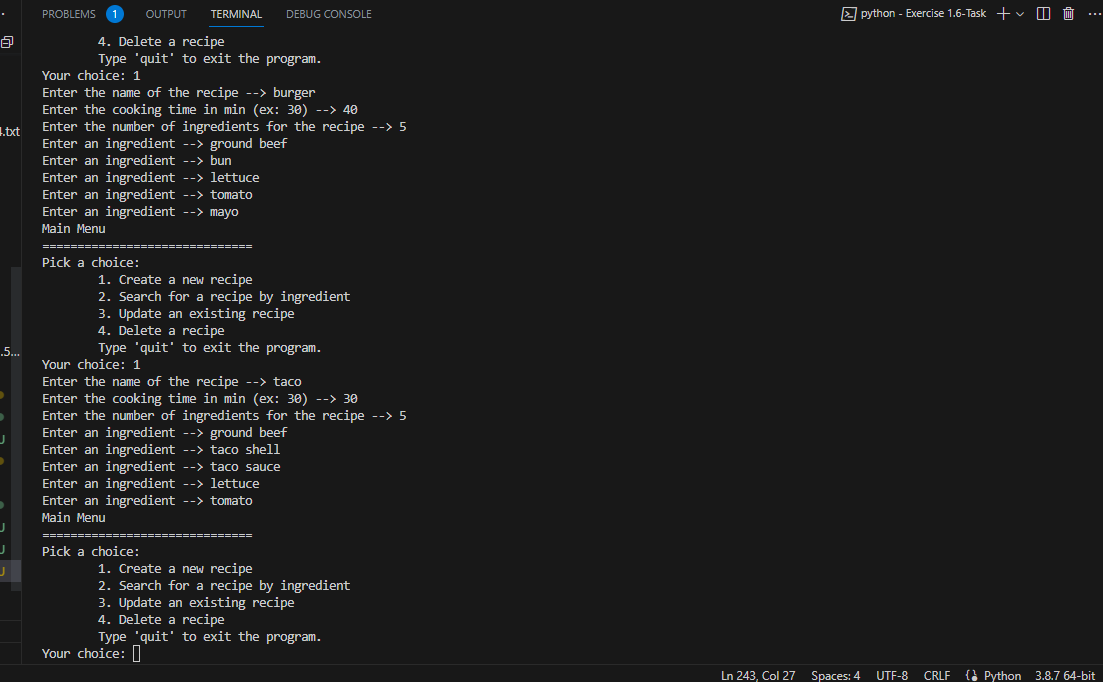 PROBLEMS 1 OUTPUT TERMINAL DEBUG CONSOLE python - Exercise 1.6-Task
4. Delete a recipe
Type 'quit' to exit the program.
Your choice: 1
Enter the name of the recipe --> burger
Enter the cooking time in min (ex: 30) --> 40
Enter the number of ingredients for the recipe --> 5
Enter an ingredient --> ground beef
Enter an ingredient --> bun
Enter an ingredient --> lettuce
Enter an ingredient --> tomato
Enter an ingredient --> mayo
Main Menu
==============================
Pick a choice:
1. Create a new recipe
2. Search for a recipe by ingredient
3. Update an existing recipe
4. Delete a recipe
Type 'quit' to exit the program.
Your choice: 1
Enter the name of the recipe --> taco
Enter the cooking time in min (ex: 30) --> 30
Enter the number of ingredients for the recipe --> 5
Enter an ingredient --> ground beef
Enter an ingredient --> taco shell
Enter an ingredient --> taco sauce
Enter an ingredient --> lettuce
Enter an ingredient --> tomato
Main Menu
==============================
Pick a choice:
1. Create a new recipe
2. Search for a recipe by ingredient
3. Update an existing recipe
4. Delete a recipe
Type 'quit' to exit the program.
Your choice:
4.txt
.5...
U
U
U
Ln 243, Col 27 Spaces: 4 UTF-8 CRLF Python 3.8.7 64-bit